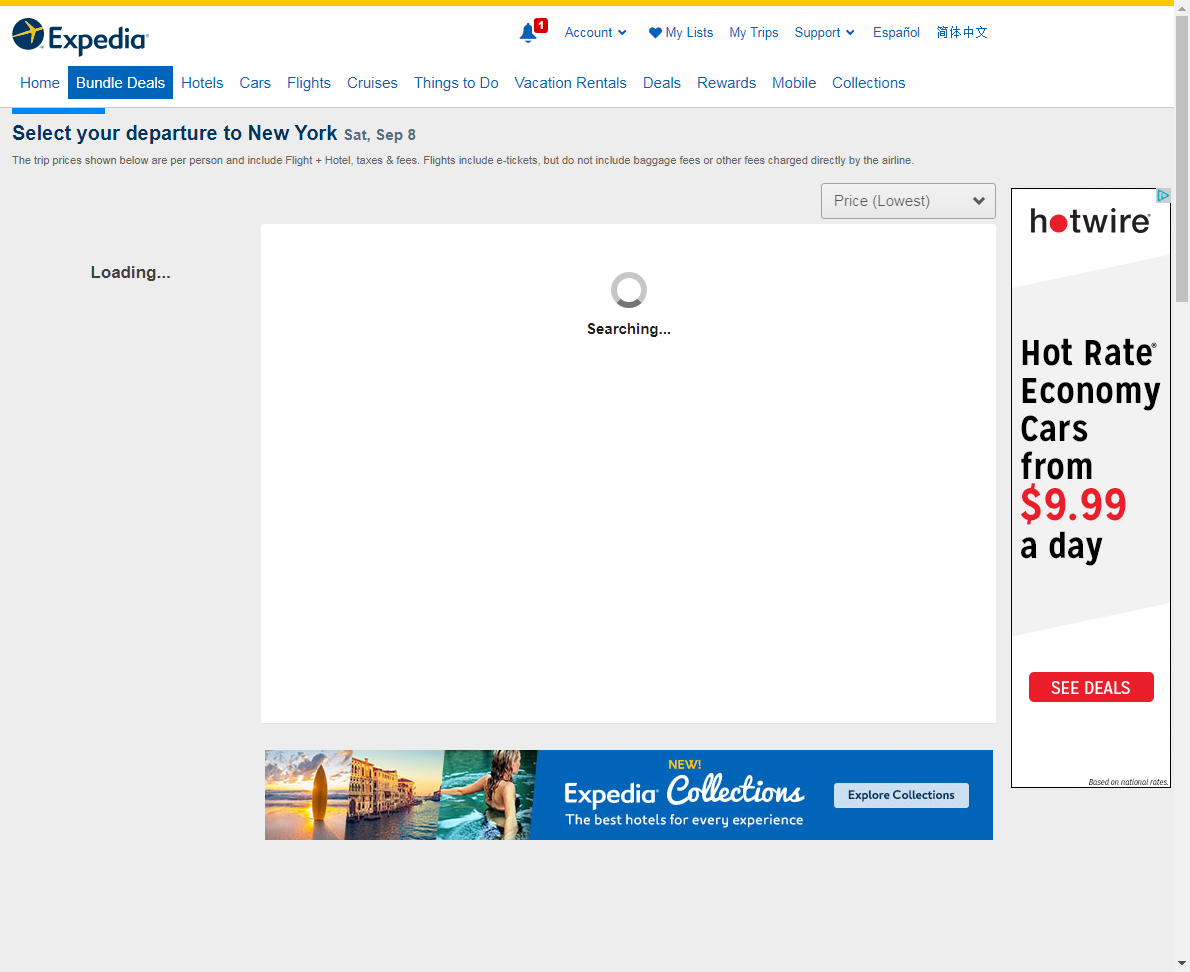 Expedia
1
Account
My Lists
My Trips
Support
Español
简体中文
Home
Bundle Deals
Hotels
Cars
Flights
Cruises
Things to Do
Vacation Rentals
Deals
Rewards
Mobile
Collections
Select your departure to New York Sat, Sep 8
The trip prices shown below are per person and include Flight + Hotel, taxes & fees. Flights include e-tickets, but do not include baggage fees or other fees charged directly by the airline.
Price (Lowest)
Loading...
Searching...
hotwire
Hot Rate®
Economy
Cars
from
$9.99
a day
SEE DEALS
Based on national rates.
NEW!
Expedia Collections
The best hotels for every experience
Explore Collections